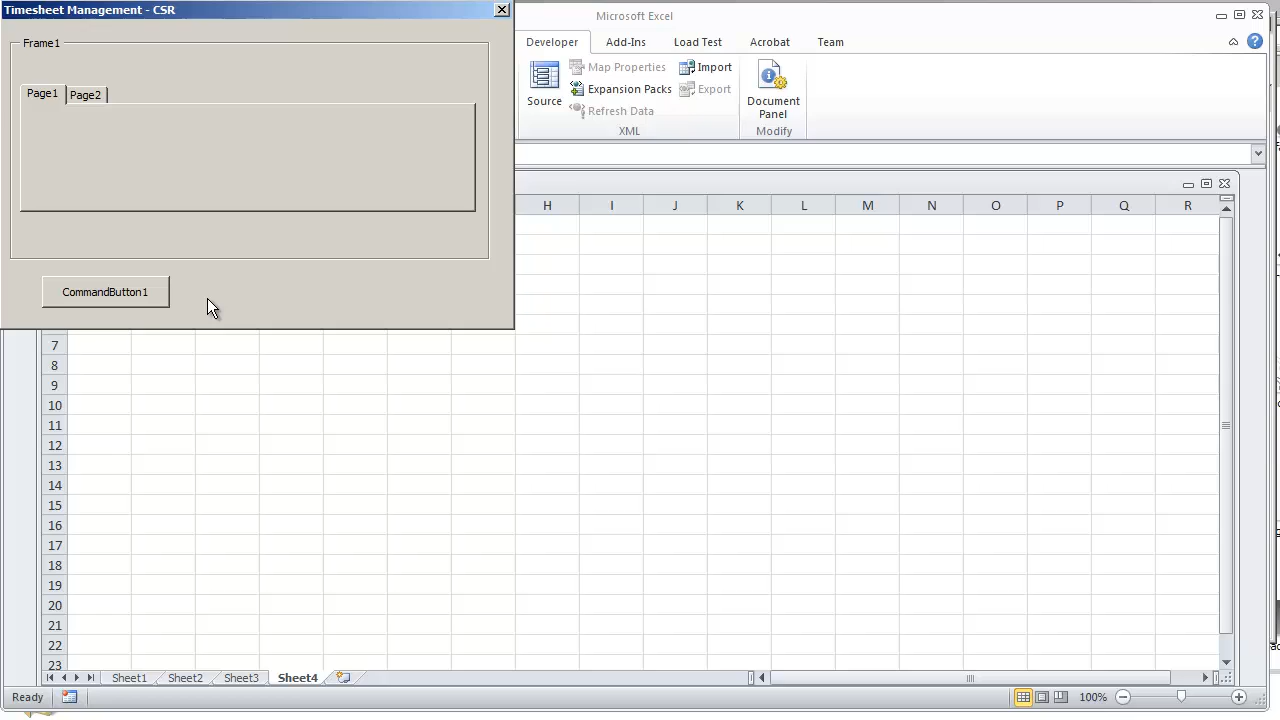 Timesheet Management - CSR
Microsoft Excel
Developer Add-Ins Load Test Acrobat Team
Frame1
Map Properties Import
Source Expansion Packs Export Document Panel
Refresh Data
XML Modify
Page1 Page2
CommandButton1
H I J K L M N O P Q R
7
8
9
10
11
12
13
14
15
16
17
18
19
20
21
22
23
Sheet1 Sheet2 Sheet3 Sheet4
Ready 100%